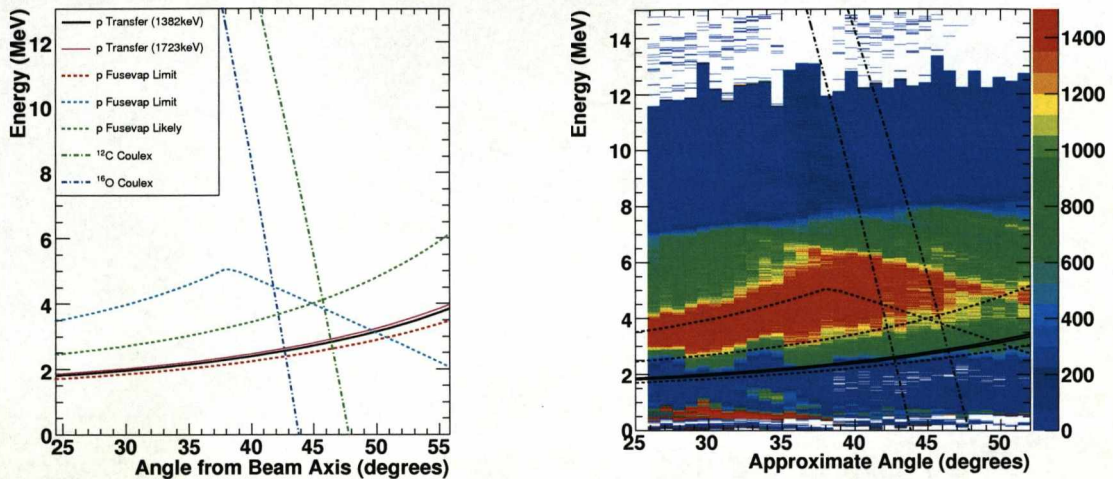 Energy (MeV)
12
10
8
6
4
2
0
p Transfer (1382keV)
p Transfer (1723keV)
p Fusevap Limit
p Fusevap Limit
p Fusevap Likely
¹²C Coulex
¹⁶O Coulex
25 30 35 40 45 50 55
Angle from Beam Axis (degrees)
Energy (MeV)
14
12
10
8
6
4
2
0
25 30 35 40 45 50
Approximate Angle (degrees)
1400
1200
1000
800
600
400
200
0